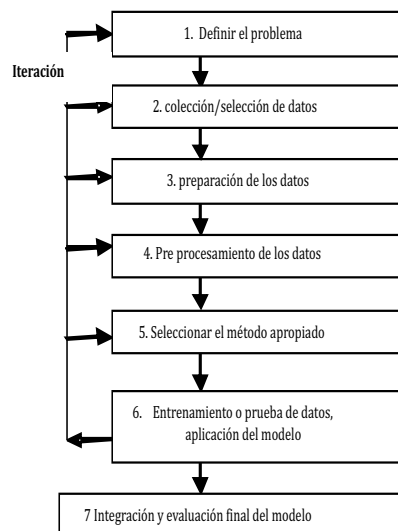 1. Definir el problema
Iteración
2. colección/selección de datos
3. preparación de los datos
4. Pre procesamiento de los datos
5. Seleccionar el método apropiado
6. Entrenamiento o prueba de datos,
aplicación del modelo
7 Integración y evaluación final del modelo